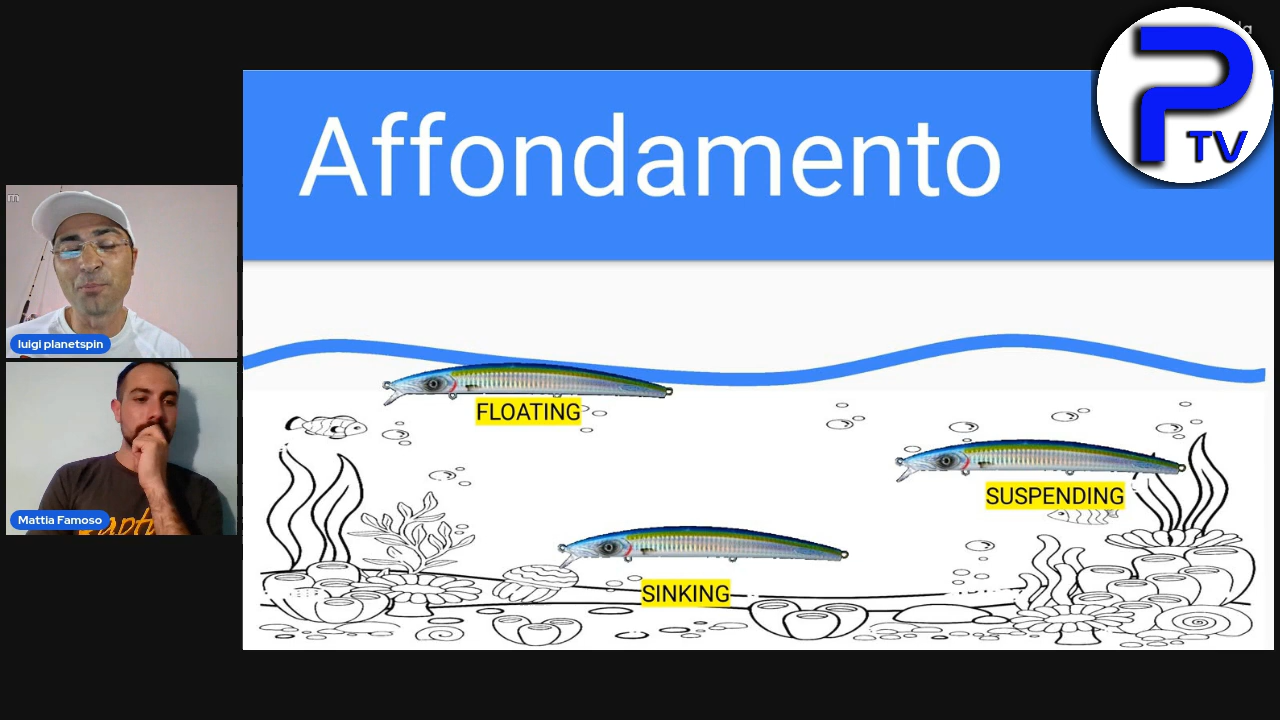 Affondamento
P
TV
luigi planetspin
Mattia Famoso
FLOATING
SUSPENDING
SINKING